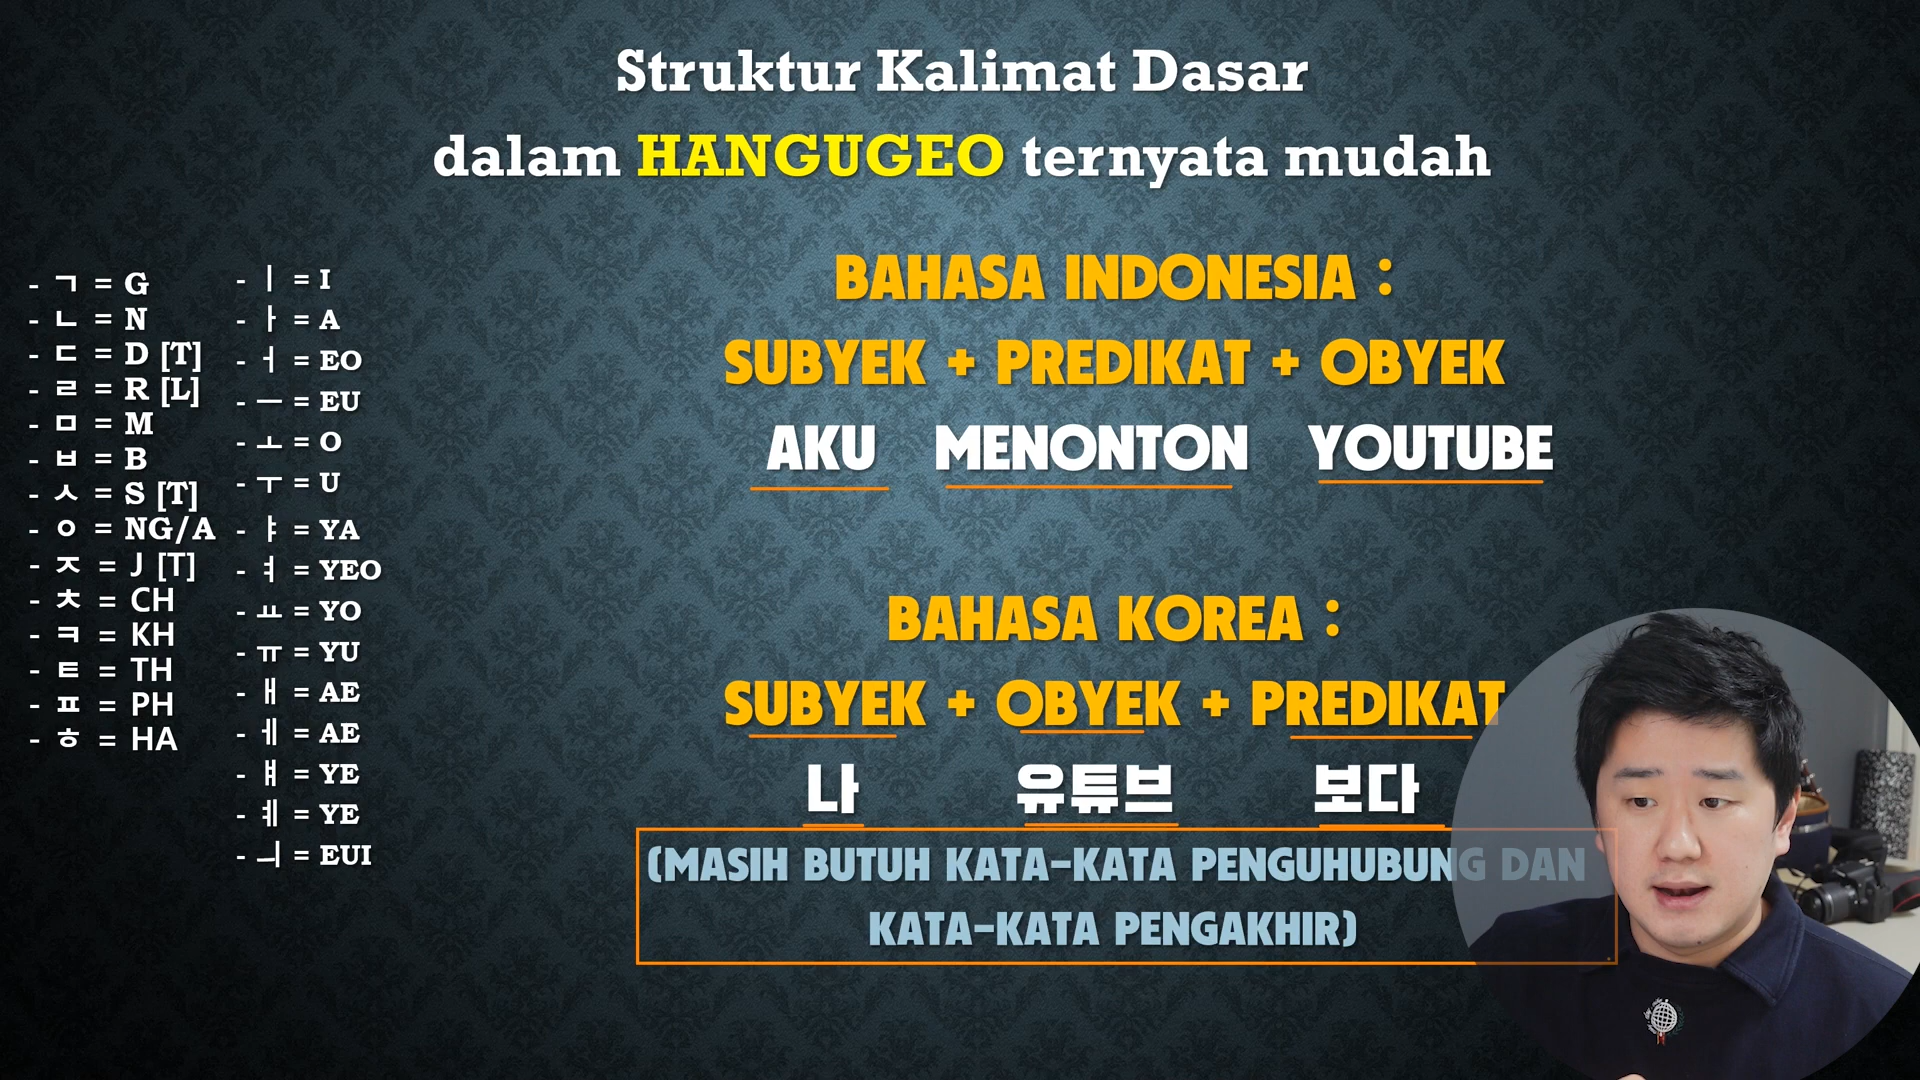 Struktur Kalimat Dasar
dalam HANGUGEO ternyata mudah
- ㄱ = G
- ㄴ = N
- ㄷ = D [T]
- ㄹ = R [L]
- ㅁ = M
- ㅂ = B
- ㅅ = S [T]
- ㅇ = NG/A
- ㅈ = J [T]
- ㅊ = CH
- ㅋ = KH
- ㅌ = TH
- ㅍ = PH
- ㅎ = HA
- ㅣ = I
- ㅏ = A
- ㅓ = EO
- ㅡ = EU
- ㅗ = O
- ㅜ = U
- ㅑ = YA
- ㅕ = YEO
- ㅛ = YO
- ㅠ = YU
- ㅐ = AE
- ㅔ = AE
- ㅒ = YE
- ㅖ = YE
- ㅢ = EUI
BAHASA INDONESIA :
SUBYEK + PREDIKAT + OBYEK
AKU MENONTON YOUTUBE
BAHASA KOREA :
SUBYEK + OBYEK + PREDIKAT
나 유튜브 보다
(MASIH BUTUH KATA-KATA PENGUHUBUNG DAN
KATA-KATA PENGAKHIR)